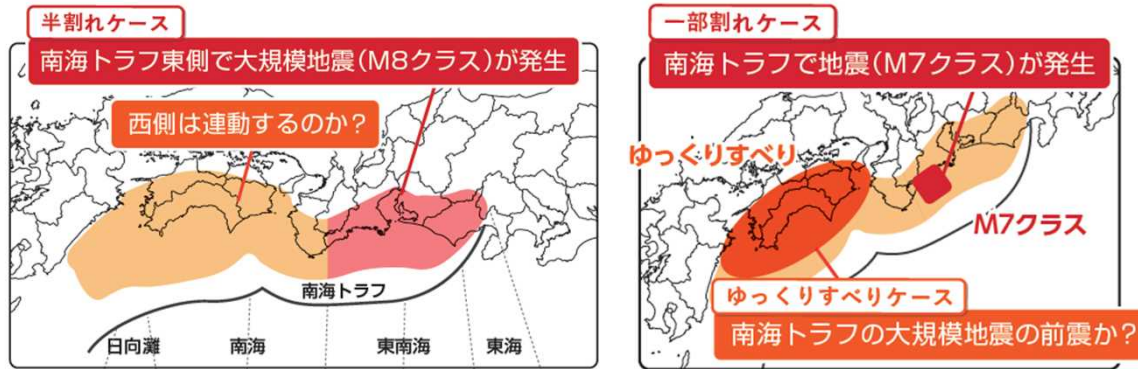 半割れケース
南海トラフ東側で大規模地震(M8クラス)が発生
西側は連動するのか?
南海トラフ
日向灘
南海
東南海
東海
一部割れケース
南海トラフで地震(M7クラス)が発生
ゆっくりすべり
M7クラス
ゆっくりすべりケース
南海トラフの大規模地震の前震か?